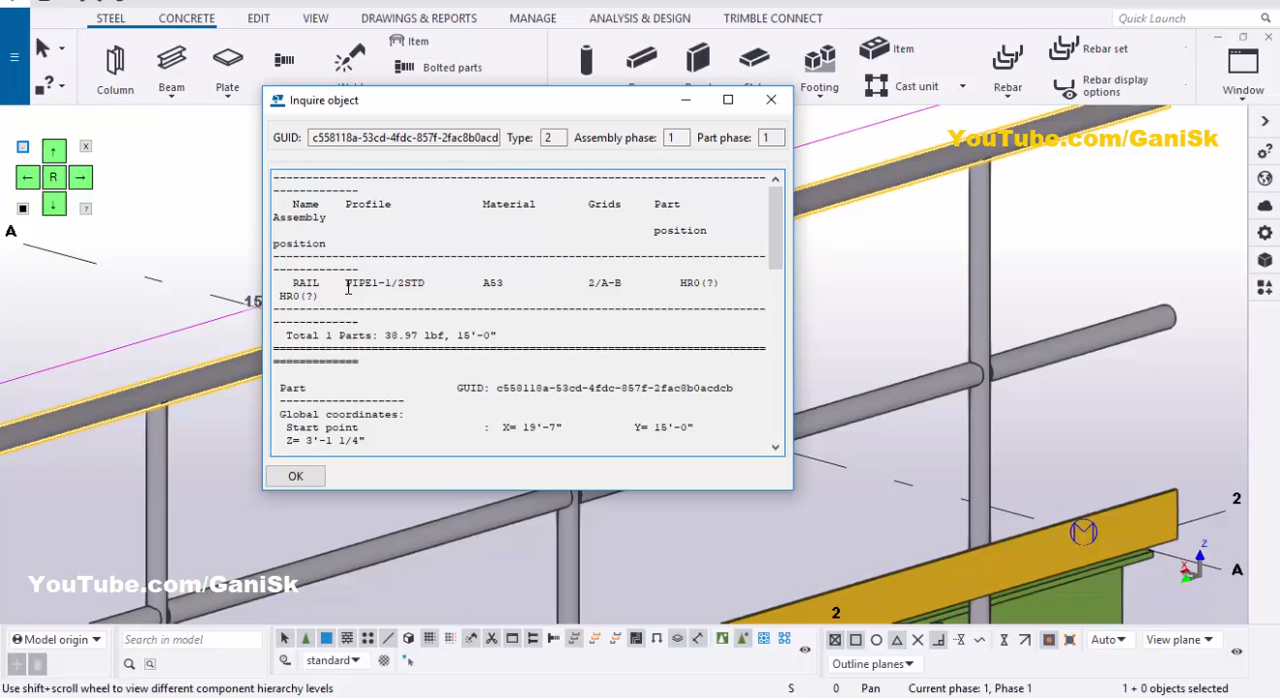 STEEL CONCRETE EDIT VIEW DRAWINGS & REPORTS MANAGE ANALYSIS & DESIGN TRIMBLE CONNECT Quick Launch
Item Item Rebar set
Bolted parts Cast unit Rebar display
options
Column Beam Plate Footing Rebar Window
Inquire object
GUID: c558118a-53cd-4fdc-857f-2fac8b0acd Type: 2 Assembly phase: 1 Part phase: 1
YouTube.com/GaniSk
X
R
?
A
15
Name Profile Material Grids Part
Assembly
position
position
RAIL PIPE1-1/2STD A53 2/A-B HR0(?)
HR0(?)
Total 1 Parts: 38.97 lbf, 15'-0"
Part GUID: c558118a-53cd-4fdc-857f-2fac8b0acdcb
Global coordinates:
Start point : X= 19'-7" Y= 15'-0"
Z= 3'-1 1/4"
OK
2
M
Z
X
A
YouTube.com/GaniSk
2
Model origin Search in model Auto View plane
standard Outline planes
Use shift+scroll wheel to view different component hierarchy levels S 0 Pan Current phase: 1, Phase 1 1 + 0 objects selected